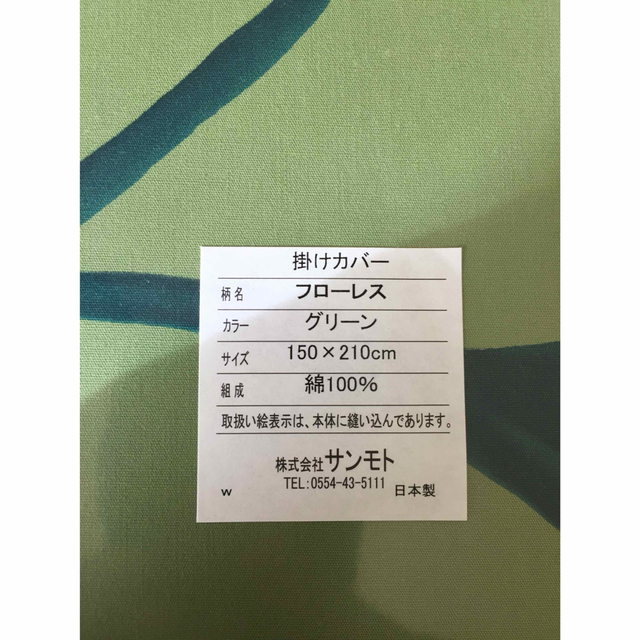 掛けカバー
柄名 フローレス
カラー グリーン
サイズ 150×210cm
組成 綿100%
取扱い絵表示は、本体に縫い込んであります。
株式会社サンモト
TEL:0554-43-5111
W 日本製